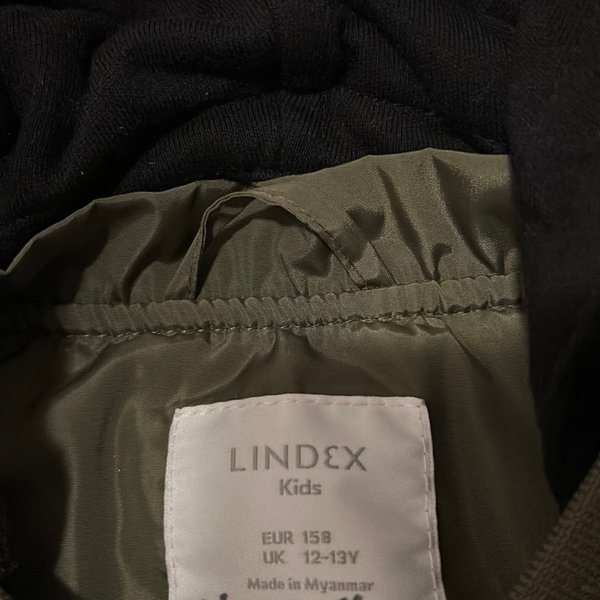 LINDEX
Kids
EUR 158
UK 12-13Y
Made in Myanmar